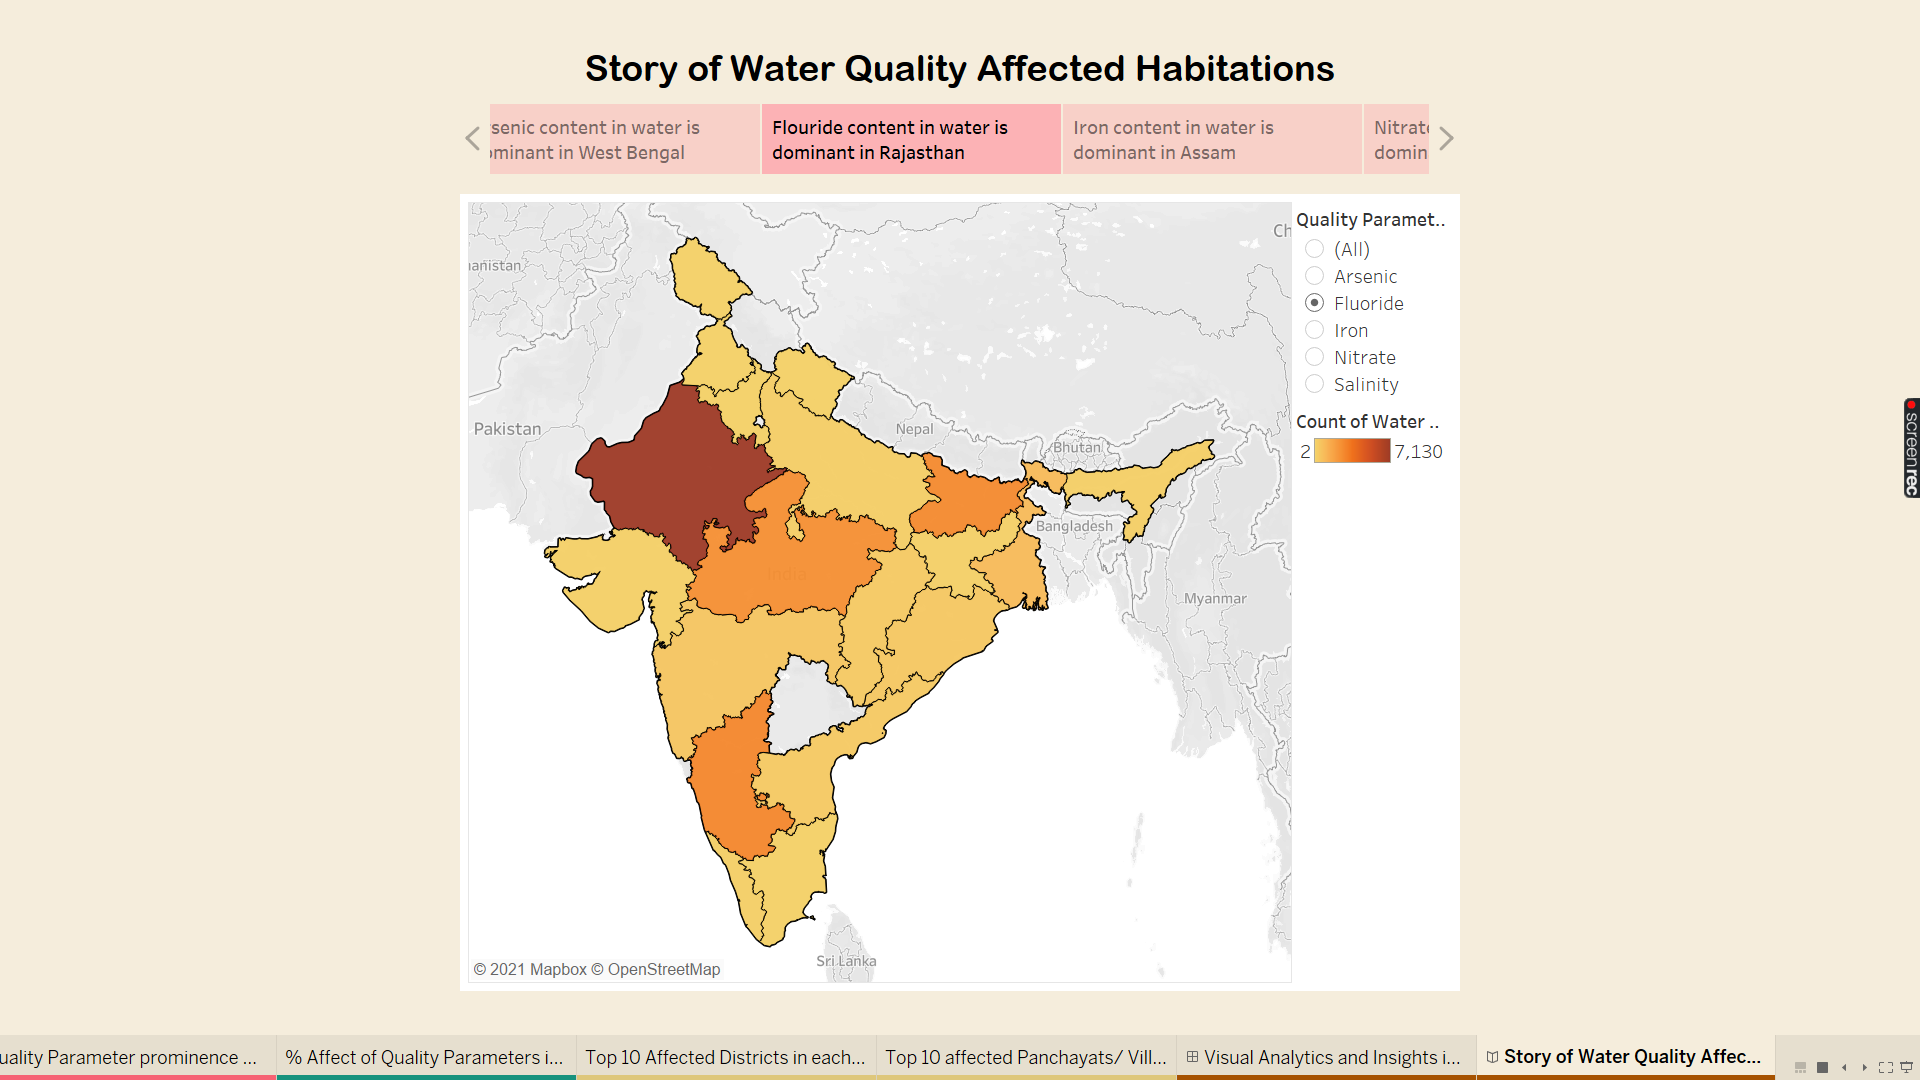 Story of Water Quality Affected Habitations
senic content in water is
ominant in West Bengal
Flouride content in water is
dominant in Rajasthan
Iron content in water is
dominant in Assam
Nitrate
domin
Quality Paramet..
(All)
Arsenic
Fluoride
Iron
Nitrate
Salinity
Count of Water ..
2 7,130
Ch
anistan
Pakistan
Nepal
Bhutan
Bangladesh
India
Myanmar
Sri Lanka
© 2021 Mapbox © OpenStreetMap
screenrec
uality Parameter prominence ...
% Affect of Quality Parameters i...
Top 10 Affected Districts in each...
Top 10 affected Panchayats/ Vill...
Visual Analytics and Insights i...
Story of Water Quality Affec...